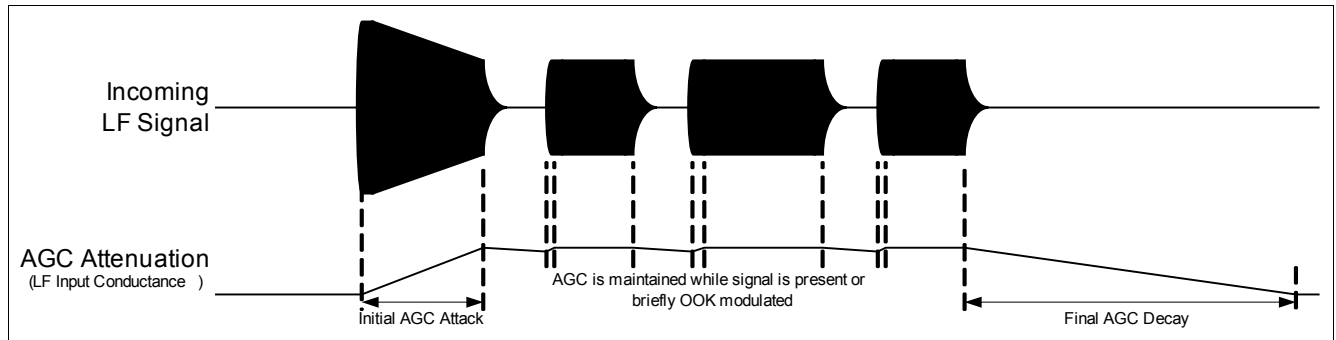 Incoming
LF Signal
AGC Attenuation
(LF Input Conductance )
AGC is maintained while signal is present or
briefly OOK modulated
Initial AGC Attack
Final AGC Decay